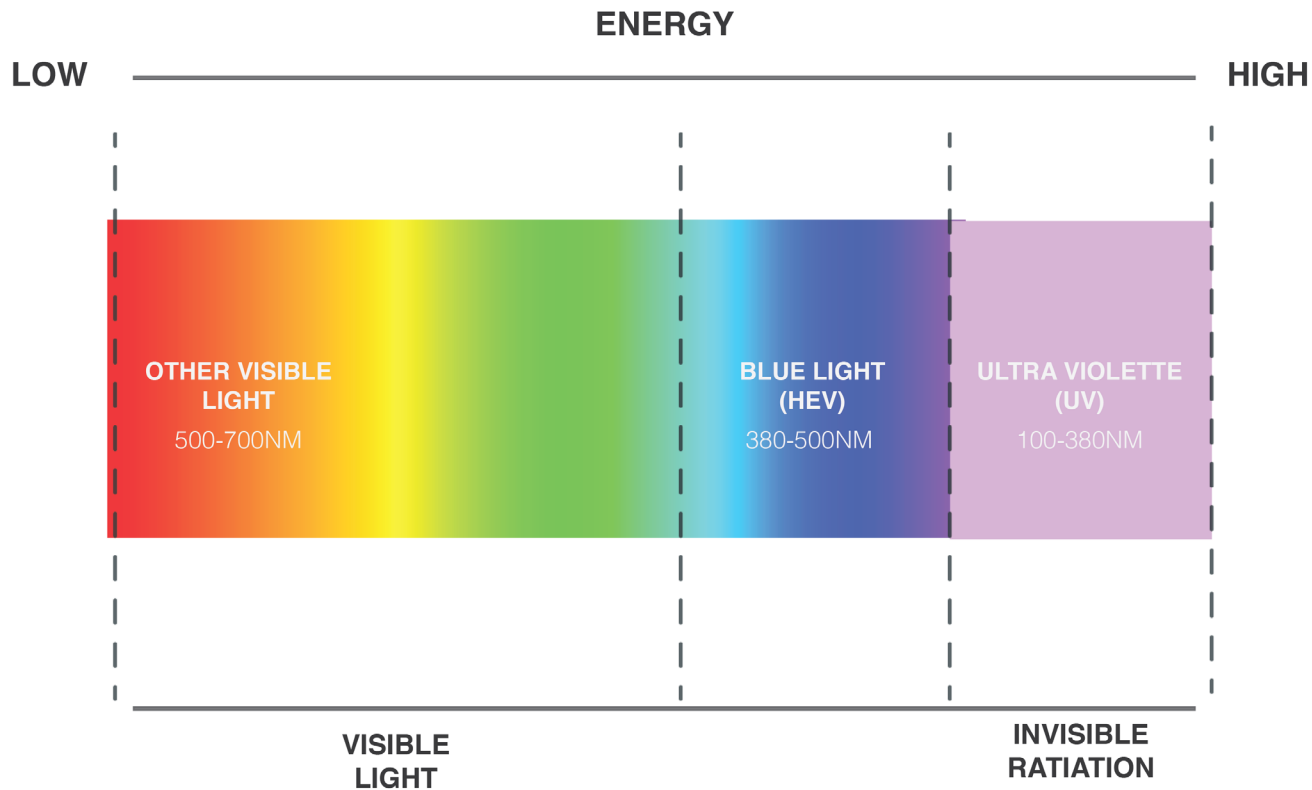 ENERGY
LOW
HIGH
OTHER VISIBLE
LIGHT
500-700NM
BLUE LIGHT
(HEV)
380-500NM
ULTRA VIOLETTE
(UV)
100-380NM
VISIBLE
LIGHT
INVISIBLE
RATIATION